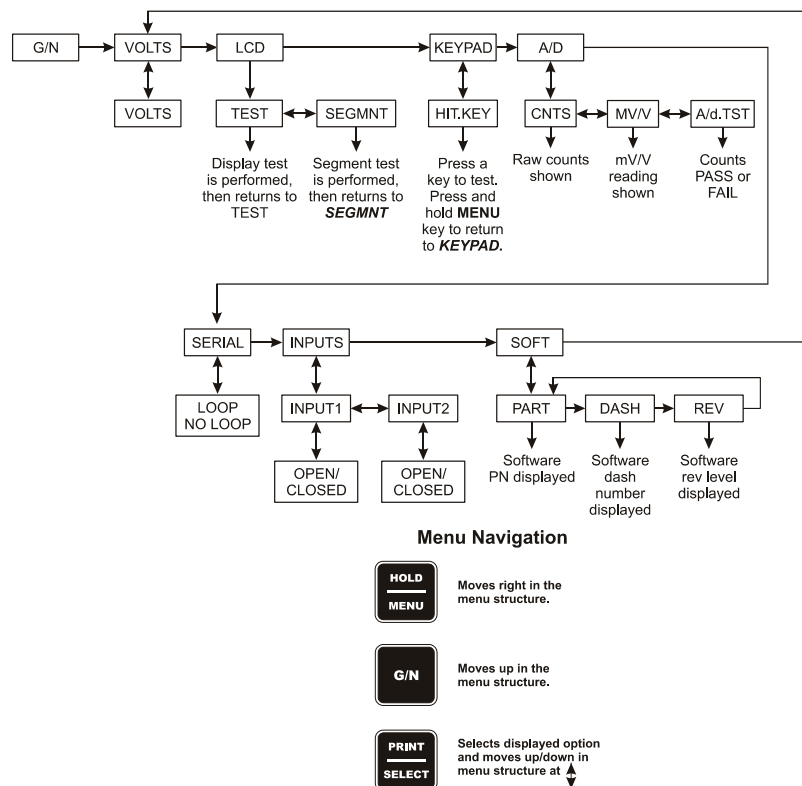 G/N VOLTS LCD KEYPAD A/D
VOLTS TEST SEGMNT HIT.KEY CNTS MV/V A/d.TST
Display test
is performed,
then returns to
TEST
Segment test
is performed,
then returns to
SEGMNT
Press a
key to test.
Press and
hold MENU
key to return
to KEYPAD.
Raw counts
shown
mV/V
reading
shown
Counts
PASS or
FAIL
SERIAL INPUTS SOFT
LOOP
NO LOOP
INPUT1 INPUT2 PART DASH REV
OPEN/
CLOSED
OPEN/
CLOSED
Software
PN displayed
Software
dash
number
displayed
Software
rev level
displayed
Menu Navigation
HOLD
MENU
Moves right in the
menu structure.
G/N
Moves up in the
menu structure.
PRINT
SELECT
Selects displayed option
and moves up/down in
menu structure at